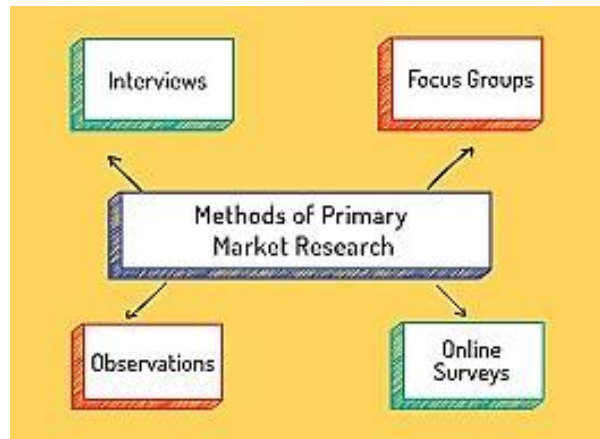 Interviews
Focus Groups
Methods of Primary
Market Research
Observations
Online
Surveys